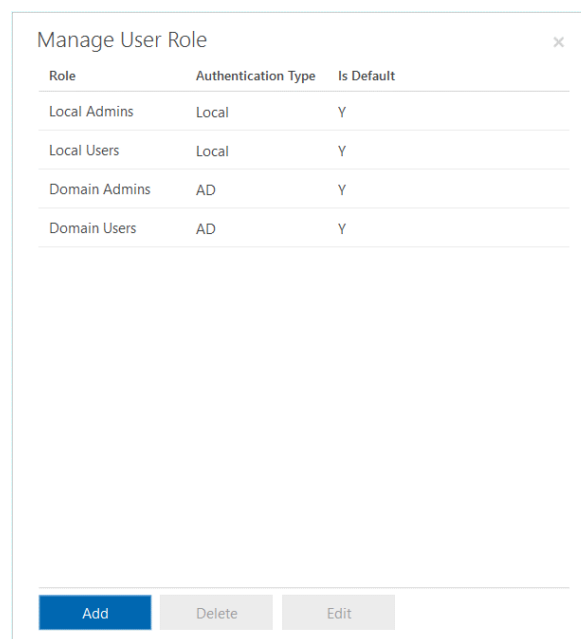 Manage User Role ×
Role Authentication Type Is Default
Local Admins Local Y
Local Users Local Y
Domain Admins AD Y
Domain Users AD Y
Add Delete Edit